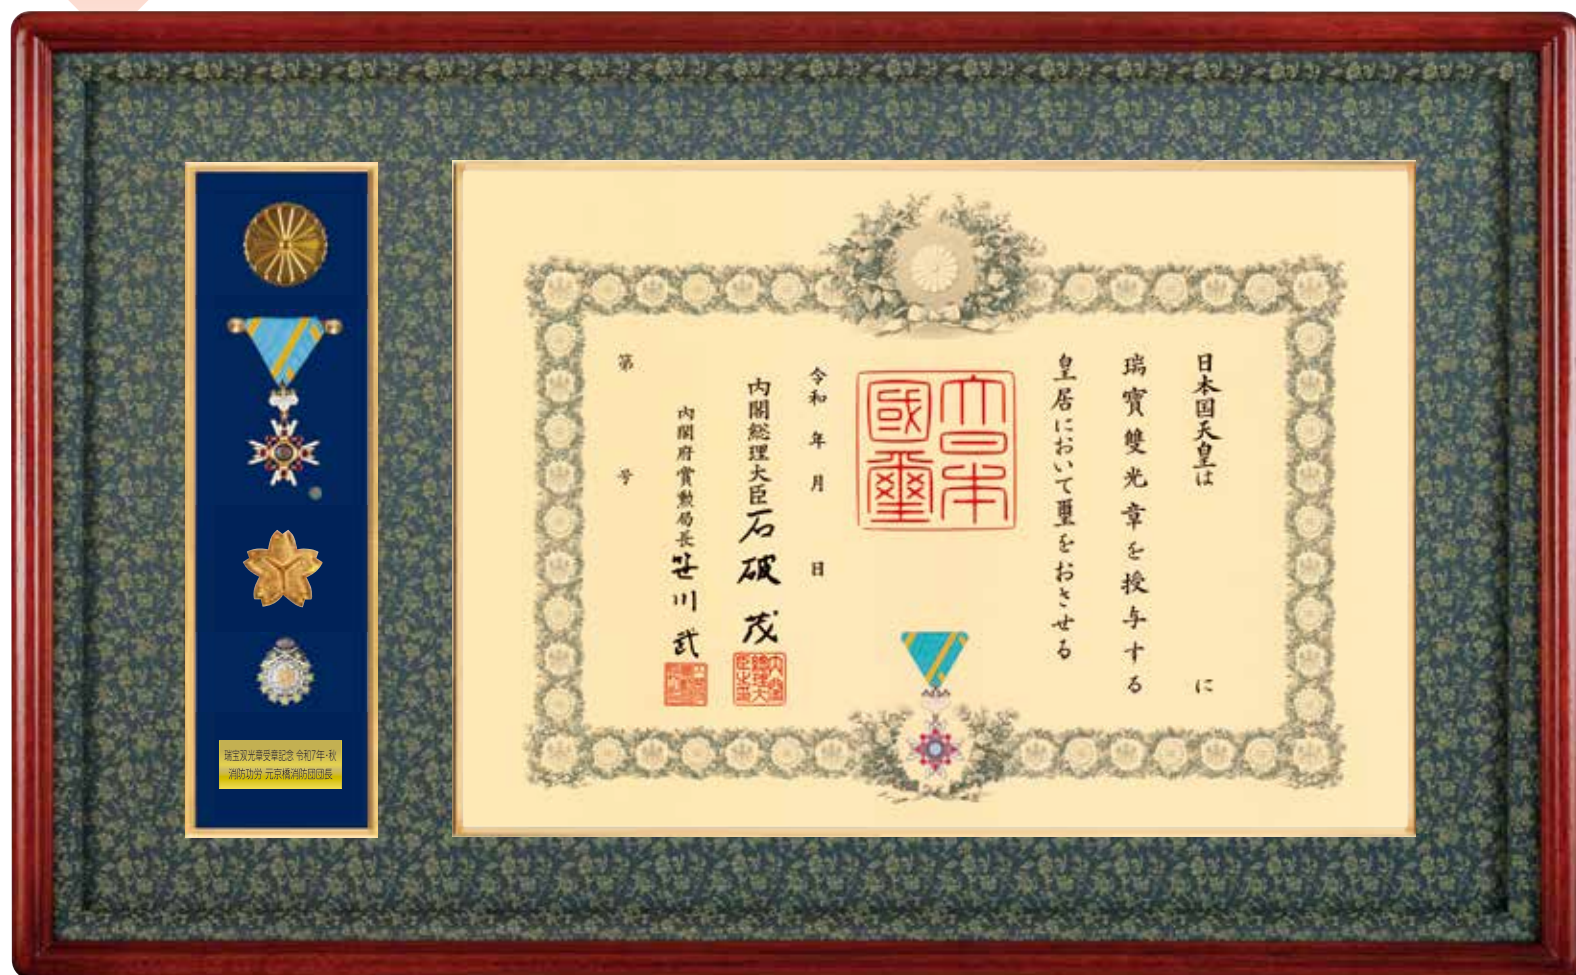 日本国天皇は　に
瑞寶雙光章を授与する
皇居において璽をおさせる
大日本
國璽
令和　年　月　日
内閣総理大臣石破茂
内閣府賞勲局長笹川武
第　号
瑞宝双光章受章記念 令和7年・秋
消防功労 元京橋消防団団長